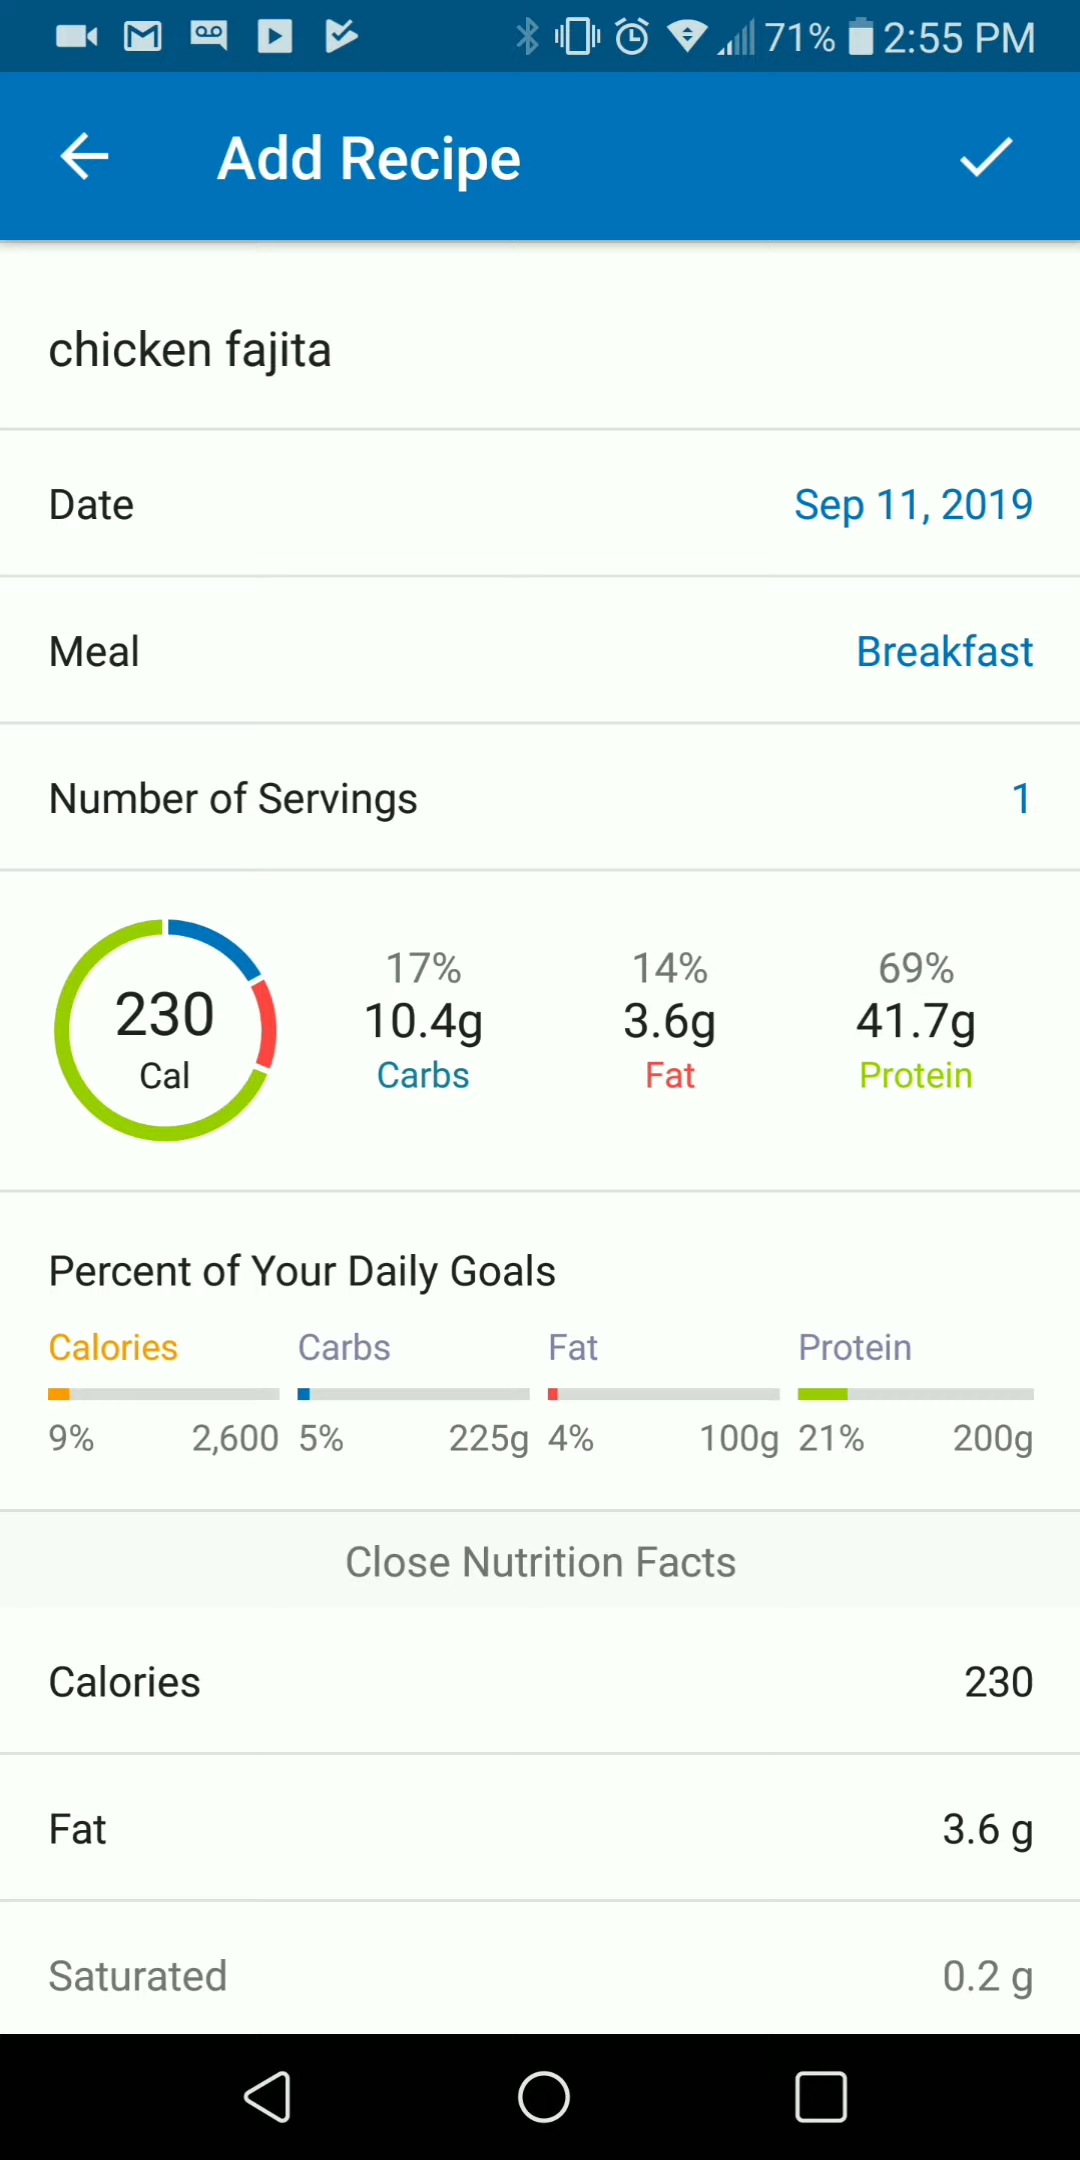 71% 2:55 PM
Add Recipe
chicken fajita
Date Sep 11, 2019
Meal Breakfast
Number of Servings 1
17% 14% 69%
230 10.4g 3.6g 41.7g
Cal Carbs Fat Protein
Percent of Your Daily Goals
Calories Carbs Fat Protein
9% 2,600 5% 225g 4% 100g 21% 200g
Close Nutrition Facts
Calories 230
Fat 3.6 g
Saturated 0.2 g